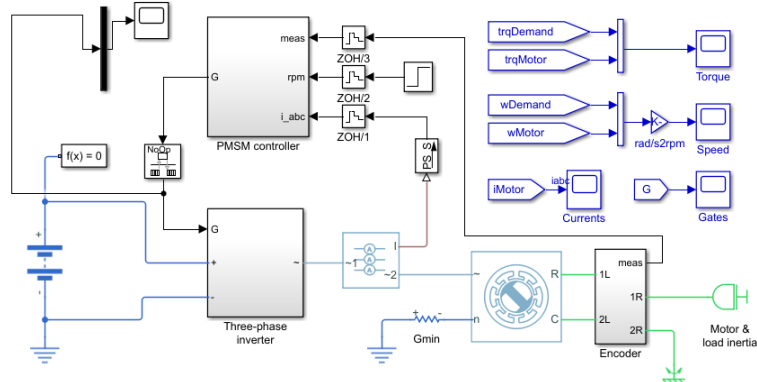 trqDemand
trqMotor
Torque
meas
rpm
i_abc
G
PMSM controller
ZOH/3
ZOH/2
ZOH/1
wDemand
wMotor
K-
rad/s2rpm
Speed
f(x) = 0
NoOp
PS S
iMotor
iabc
Currents
G
Gates
G
+
-
~
Three-phase
inverter
+
-
~1
A
A
A
I
~2
~
n
R
C
+ -
Gmin
meas
1L
2L
1R
2R
Encoder
Motor &
load inertia